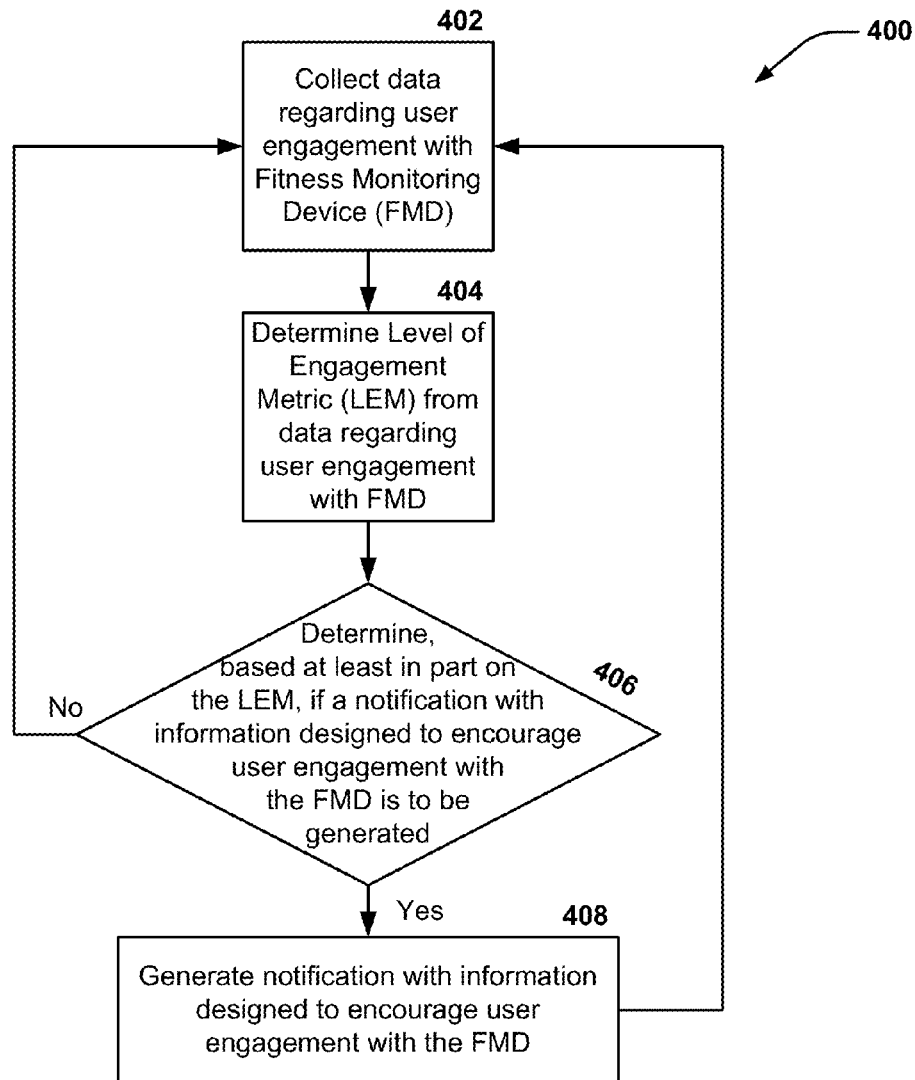 402
400
Collect data
regarding user
engagement with
Fitness Monitoring
Device (FMD)
404
Determine Level of
Engagement
Metric (LEM) from
data regarding
user engagement
with FMD
Determine,
based at least in part on
the LEM, if a notification with
information designed to encourage
user engagement with
the FMD is to be
generated
406
No
Yes
408
Generate notification with information
designed to encourage user
engagement with the FMD